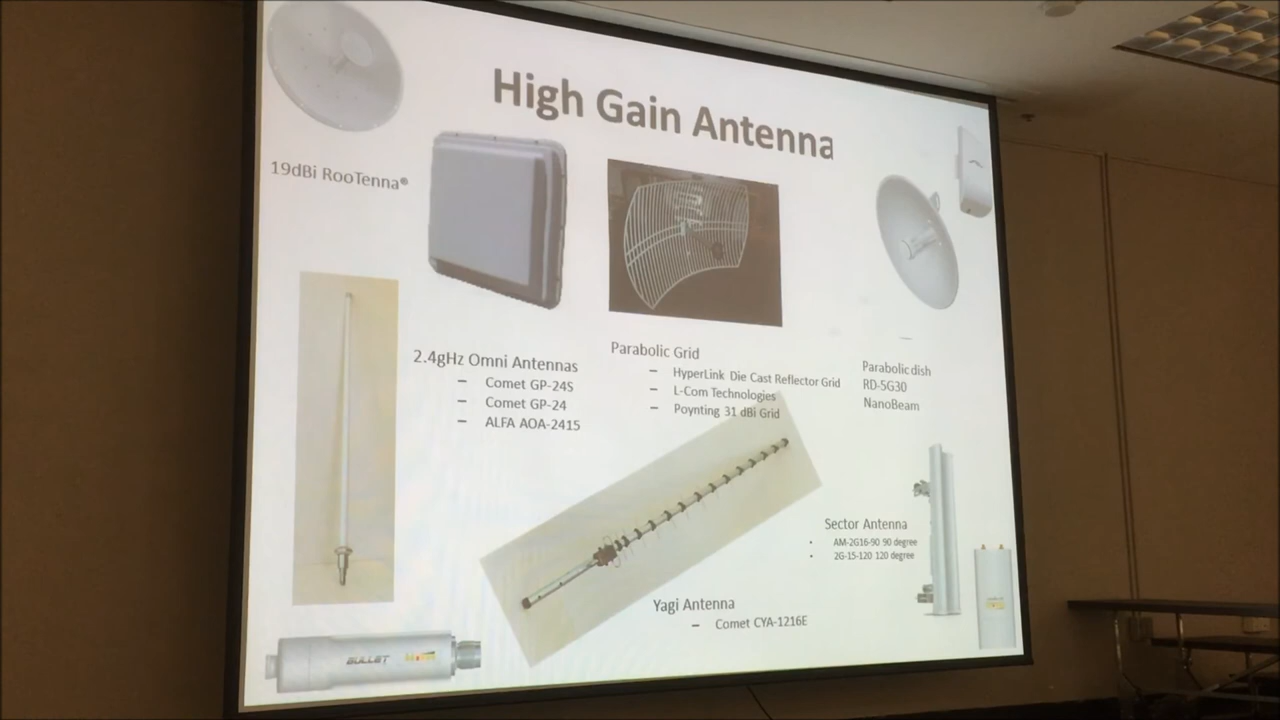 High Gain Antenna
19dBi RooTenna®
2.4gHz Omni Antennas
– Comet GP-24S
– Comet GP-24
– ALFA AOA-2415
Parabolic Grid
– HyperLink Die Cast Reflector Grid
– L-Com Technologies
– Poynting 31 dBi Grid
Parabolic dish
RD-5G30
NanoBeam
Sector Antenna
• AM-2G16-90 90 degree
• 2G-15-120 120 degree
Yagi Antenna
– Comet CYA-1216E
BULLET